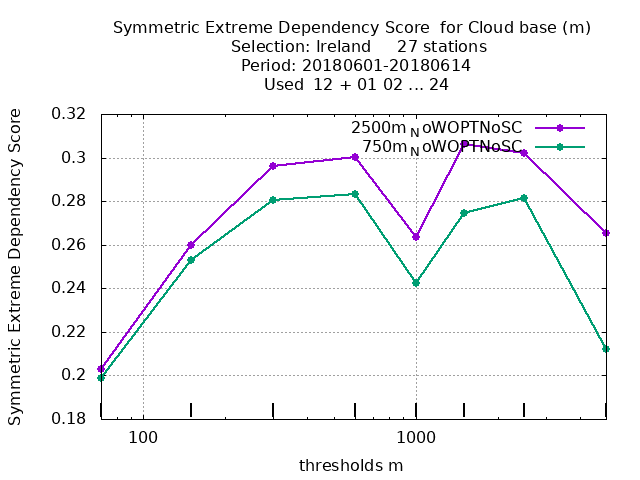 Symmetric Extreme Dependency Score  for Cloud base (m)
Selection: Ireland     27 stations
Period: 20180601-20180614
Used  12 + 01 02 ... 24
Symmetric Extreme Dependency Score
0.32
0.3
0.28
0.26
0.24
0.22
0.2
0.18
2500m_NoWOPTNoSC
750m_NoWOPTNoSC
100
1000
thresholds m